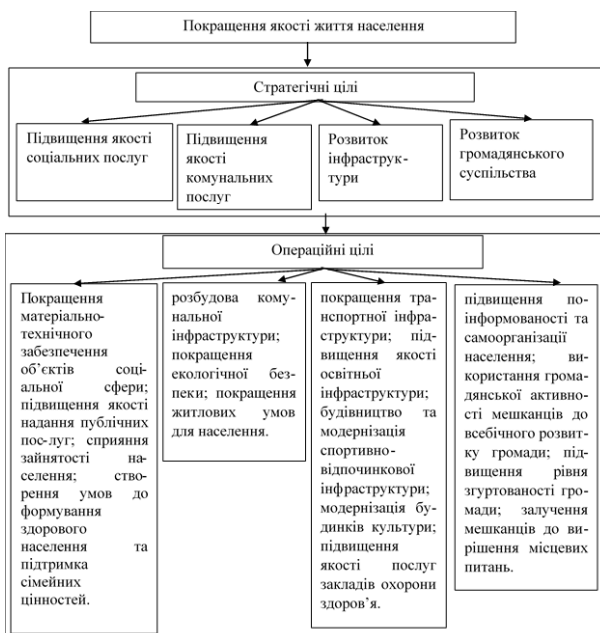 Покращення якості життя населення
Стратегічні цілі
Підвищення якості
соціальних послуг
Підвищення
якості
комунальних
послуг
Розвиток
інфраструк-
тури
Розвиток
громадянського
суспільства
Операційні цілі
Покращення
матеріально-
технічного
забезпечення
об’єктів соці-
альної сфери;
підвищення якості
надання публічних
пос-луг; сприяння
зайнятості на-
селення; ство-
рення умов до
формування
здорового
населення та
підтримка
сімейних
цінностей.
розбудова кому-
нальної
інфраструктури;
покращення
екологічної без-
пеки; покращення
житлових умов
для населення.
покращення тра-
нспортної інфра-
структури; під-
вищення якості
освітньої
інфраструктури;
будівництво та
модернізація
спортивно-
відпочинкової
інфраструктури;
модернізація бу-
динків культури;
підвищення
якості послуг
закладів охорони
здоров’я.
підвищення по-
інформованості та
самоорганізації
населення; ви-
користання грома-
дянської активно-
сті мешканців до
всебічного розвит-
ку громади; під-
вищення рівня
згуртованості гро-
мади; залучення
мешканців до ви-
рішення місцевих
питань.